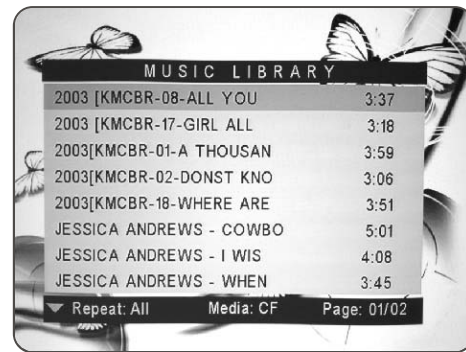 MUSIC LIBRARY
2003 [KMCBR-08-ALL YOU 3:37
2003 [KMCBR-17-GIRL ALL 3:18
2003[KMCBR-01-A THOUSAN 3:59
2003[KMCBR-02-DONST KNO 3:06
2003[KMCBR-18-WHERE ARE 3:51
JESSICA ANDREWS - COWBO 5:01
JESSICA ANDREWS - I WIS 4:08
JESSICA ANDREWS - WHEN 3:45
Repeat: All Media: CF Page: 01/02